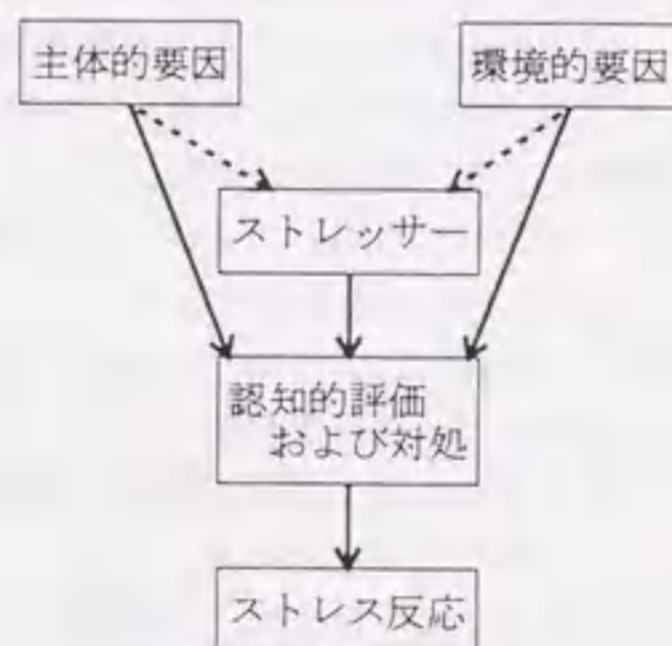 主体的要因
環境的要因
ストレッサー
認知的評価
および対処
ストレス反応